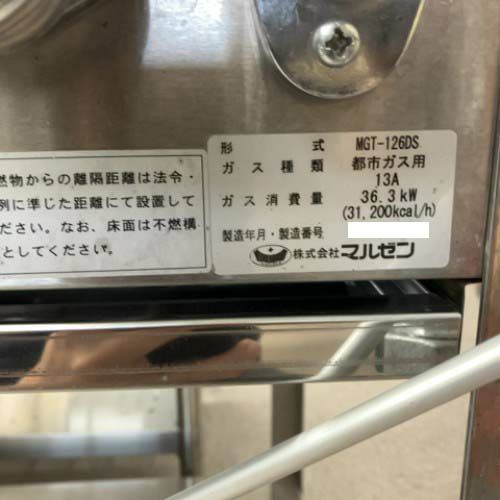 然物からの離隔距離は法令・
例に準じた距離にて設置して
ださい。なお、床面は不燃構
としてください。
形 式 MGT-126DS
ガス種類 都市ガス用
13A
ガス消費量 36.3kW
(31,200kcal/h)
製造年月・製造番号
株式会社マルゼン